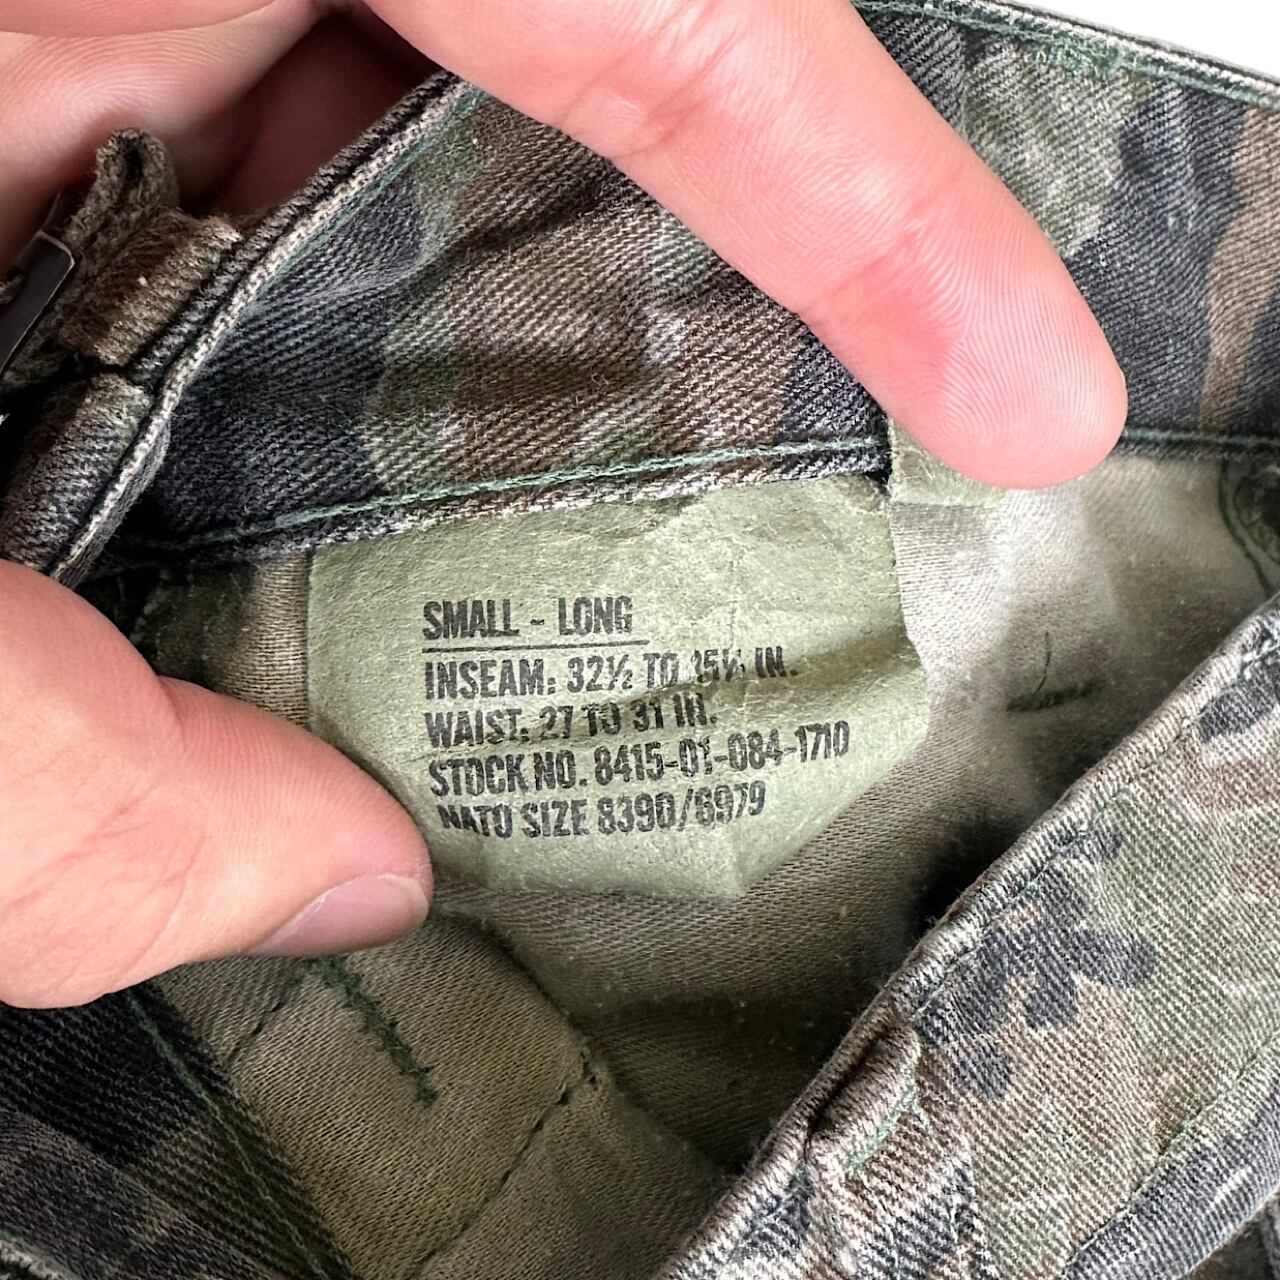 SMALL - LONG
INSEAM: 32½ TO 35½ IN.
WAIST: 27 TO 31 IN.
STOCK NO. 8415-01-084-1710
NATO SIZE 8390/6979